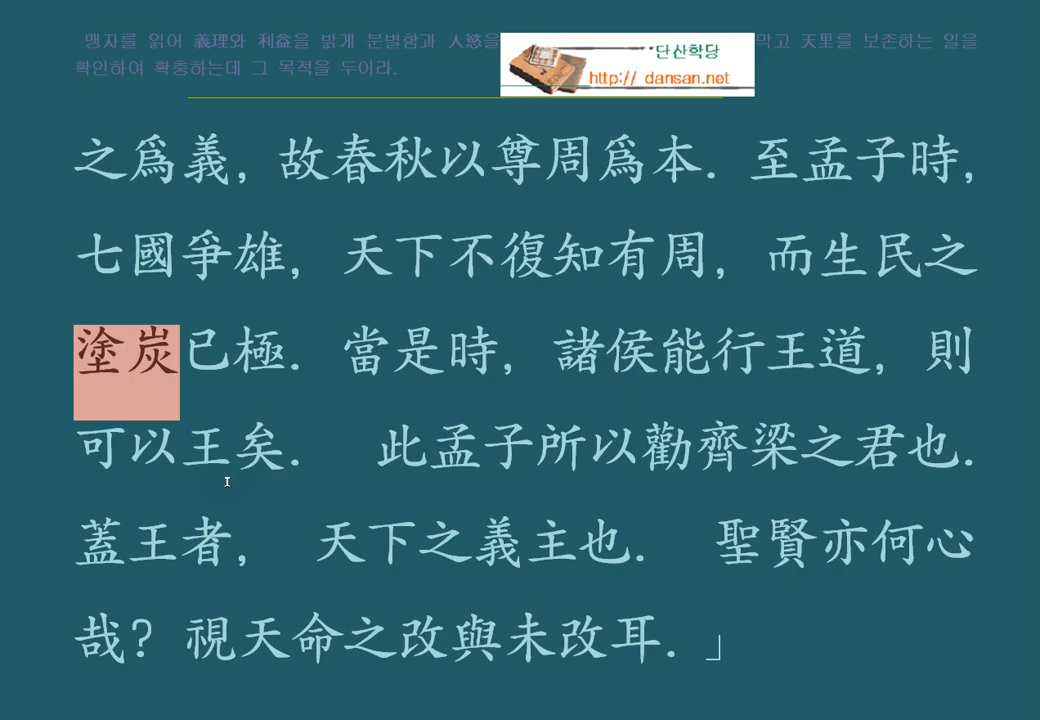 맹자를 읽어 義理와 利益을 밝게 분별함과 人慾을 막고 天里를 보존하는 일을
확인하여 확충하는데 그 목적을 두어라.
단산학당
http:// dansan.net
之爲義, 故春秋以尊周爲本. 至孟子時,
七國爭雄, 天下不復知有周, 而生民之
塗炭已極. 當是時, 諸侯能行王道, 則
可以王矣. 此孟子所以勸齊梁之君也.
蓋王者, 天下之義主也. 聖賢亦何心
哉? 視天命之改與未改耳. 」